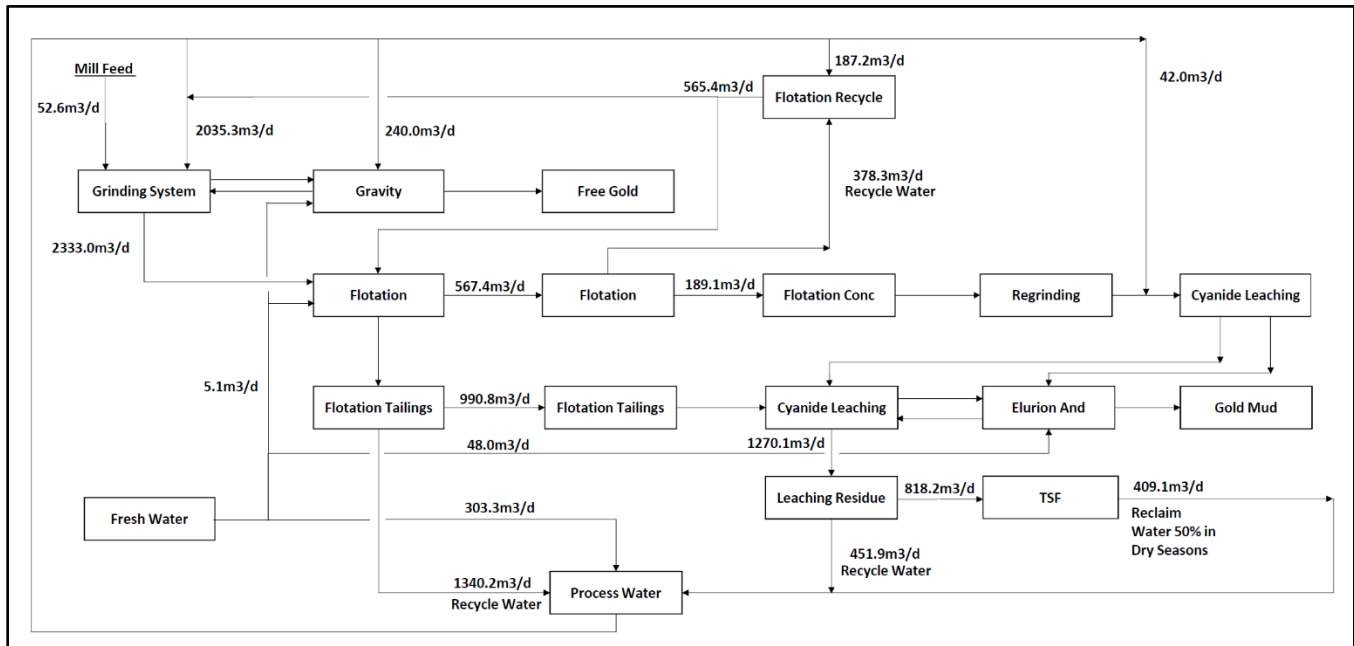 187.2m3/d
Mill Feed
565.4m3/d
42.0m3/d
Flotation Recycle
52.6m3/d
2035.3m3/d
240.0m3/d
378.3m3/d
Recycle Water
Grinding System
Gravity
Free Gold
2333.0m3/d
Flotation
567.4m3/d
Flotation
189.1m3/d
Flotation Conc
Regrinding
Cyanide Leaching
5.1m3/d
Flotation Tailings
990.8m3/d
Flotation Tailings
Cyanide Leaching
Elurion And
Gold Mud
48.0m3/d
1270.1m3/d
Leaching Residue
818.2m3/d
TSF
409.1m3/d
Reclaim
Water 50% in
Dry Seasons
Fresh Water
303.3m3/d
451.9m3/d
Recycle Water
1340.2m3/d
Recycle Water
Process Water